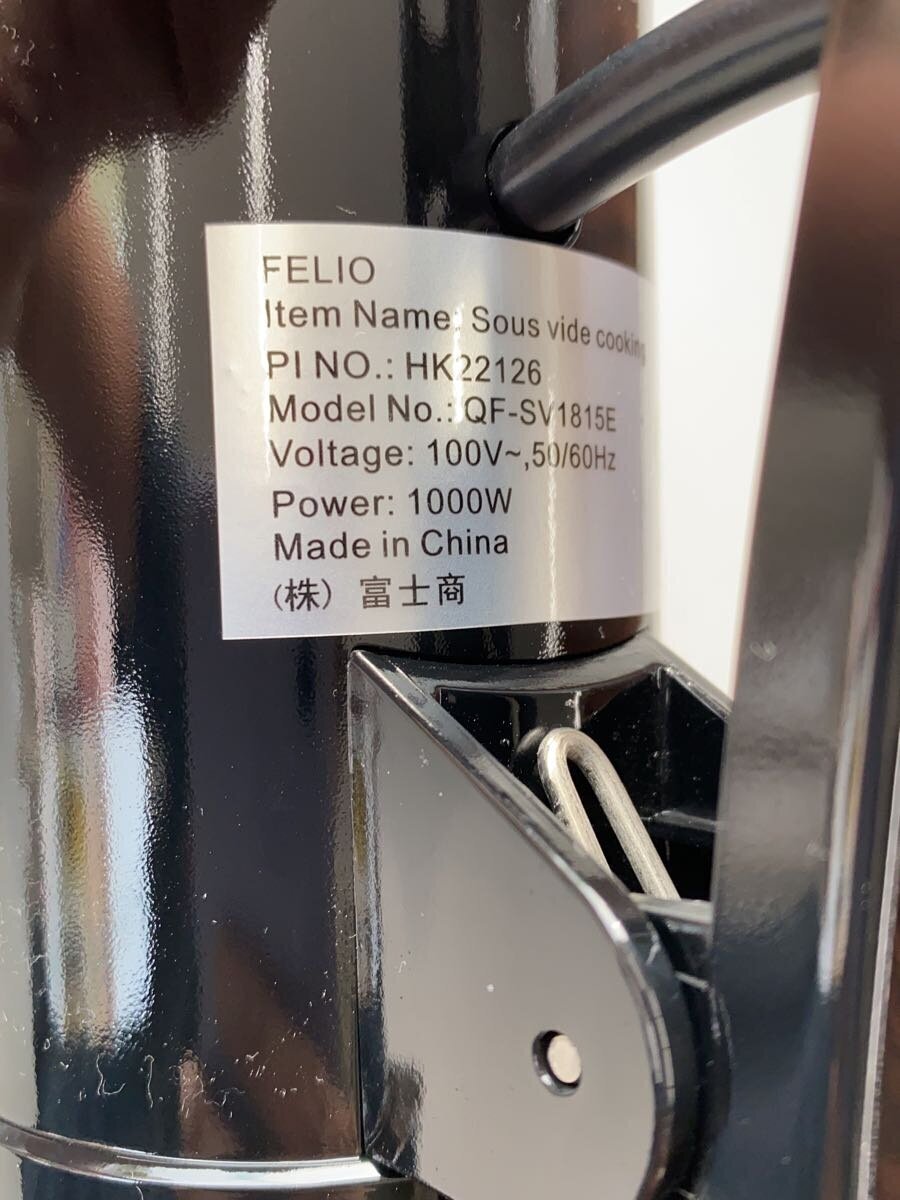 FELIO
Item Name: Sous vide cooking
PI NO.: HK22126
Model No.: QF-SV1815E
Voltage: 100V~,50/60Hz
Power: 1000W
Made in China
(株) 富士商